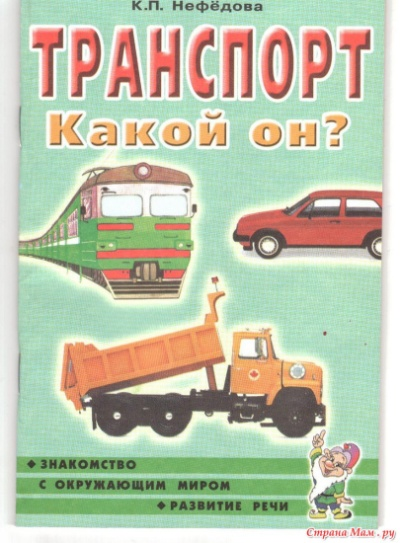 К.П. Нефёдова
ТРАНСПОРТ
Какой он?
ЗНАКОМСТВО
С ОКРУЖАЮЩИМ МИРОМ
РАЗВИТИЕ РЕЧИ
Страна Мам.ру